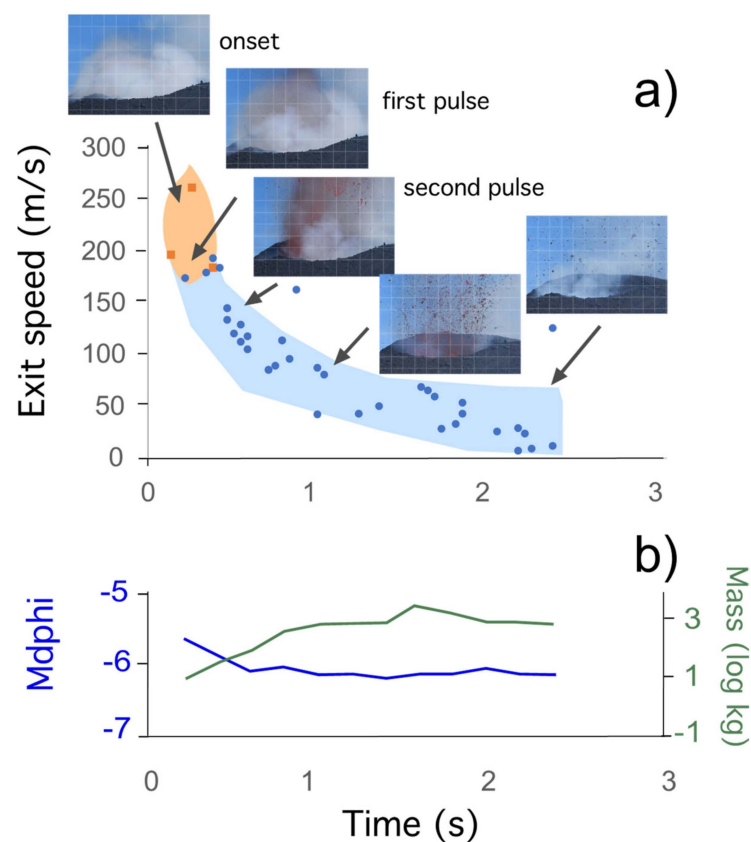 onset
a)
first pulse
second pulse
Exit speed (m/s)
300
250
200
150
100
50
0
0 1 2 3
b)
Mdphi
-5
-6
-7
Mass (log kg)
3
1
-1
0 1 2 3
Time (s)